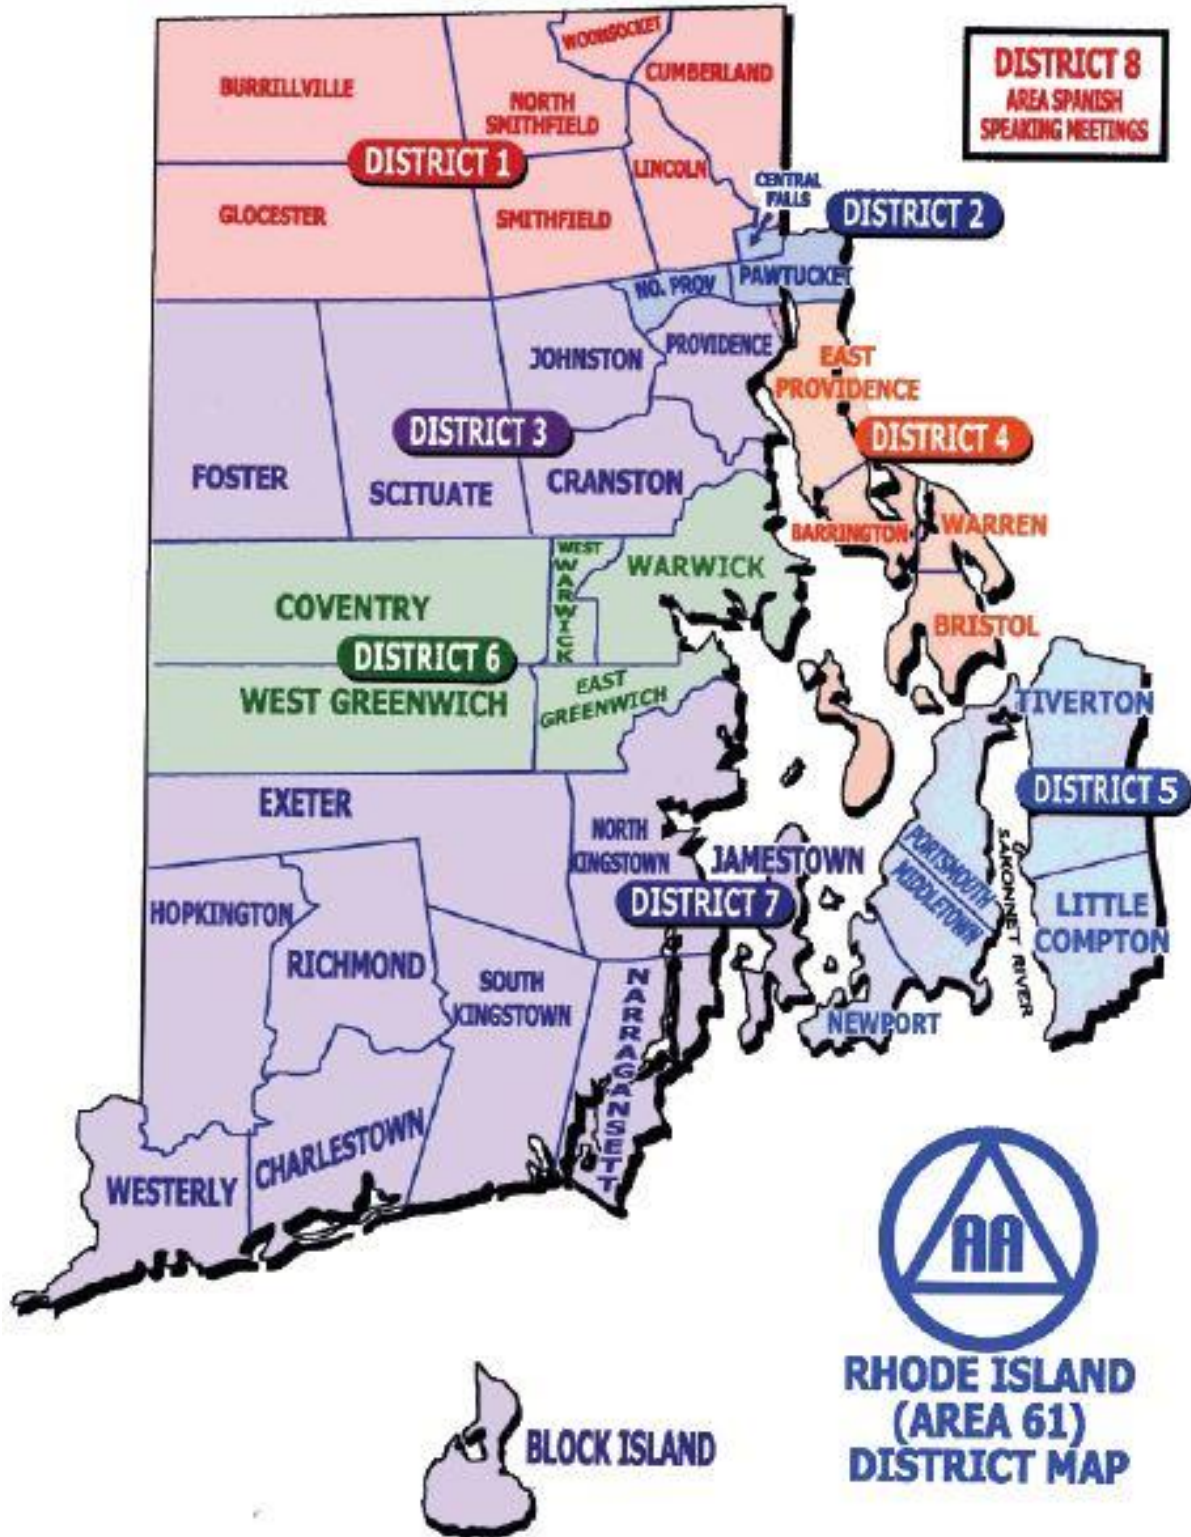 WOONSOCKET
CUMBERLAND
BURRILLVILLE
NORTH
SMITHFIELD
DISTRICT 8
AREA SPANISH
SPEAKING MEETINGS
DISTRICT 1
LINCOLN
CENTRAL
FALLS
GLOCESTER
SMITHFIELD
DISTRICT 2
NO. PROV
PAWTUCKET
JOHNSTON
PROVIDENCE
EAST
PROVIDENCE
DISTRICT 3
DISTRICT 4
FOSTER
SCITUATE
CRANSTON
BARRINGTON
WARREN
WEST
WARWICK
WARWICK
COVENTRY
BRISTOL
DISTRICT 6
WEST GREENWICH
EAST
GREENWICH
TIVERTON
DISTRICT 5
EXETER
NORTH
KINGSTOWN
JAMESTOWN
PORTSMOUTH
MIDDLETOWN
SAKONNET RIVER
DISTRICT 7
HOPKINGTON
LITTLE
COMPTON
RICHMOND
SOUTH
KINGSTOWN
NARRAGANSETT
NEWPORT
CHARLESTOWN
WESTERLY
AA
RHODE ISLAND
(AREA 61)
DISTRICT MAP
BLOCK ISLAND